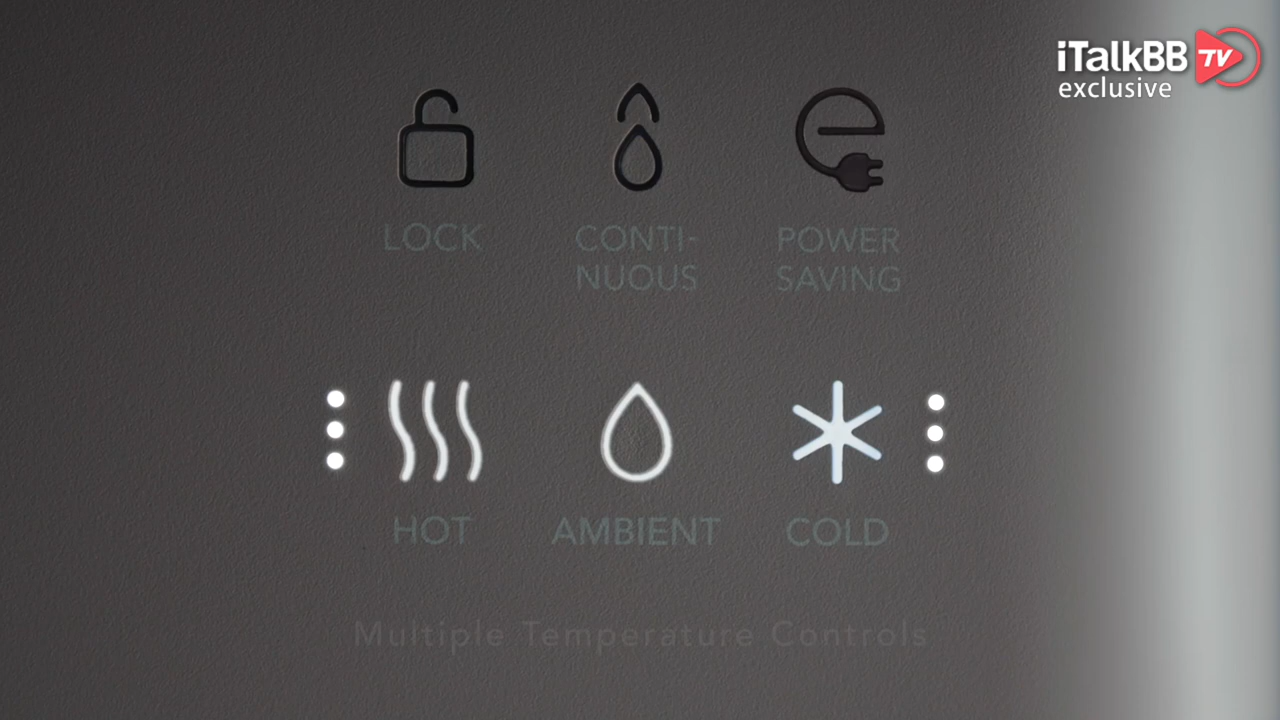 iTalkBB TV
exclusive
LOCK
CONTI-
NUOUS
POWER
SAVING
HOT
AMBIENT
COLD
Multiple Temperature Controls